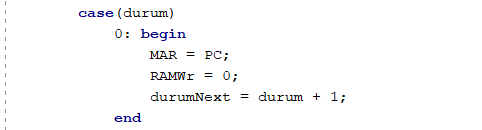 case(durum)
0: begin
MAR = PC;
RAMWr = 0;
durumNext = durum + 1;
end